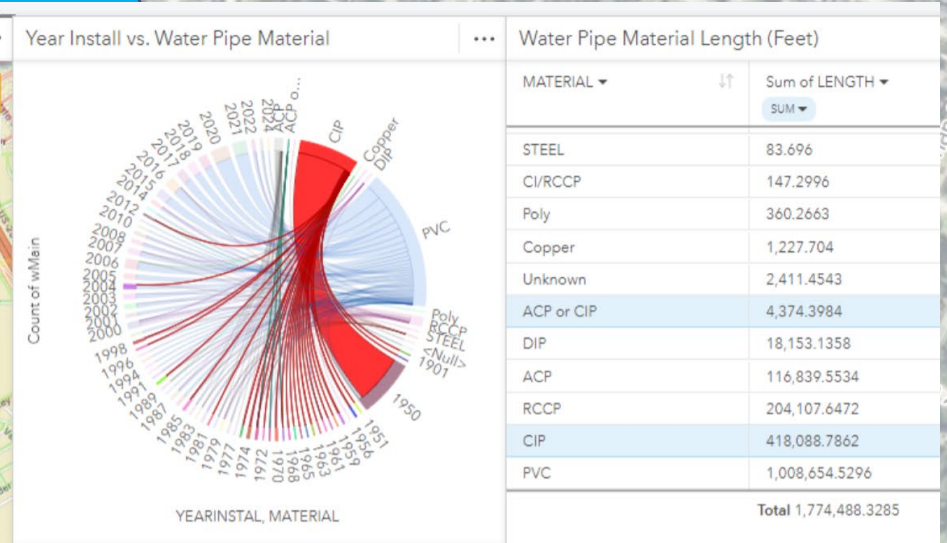 Year Install vs. Water Pipe Material
...
Water Pipe Material Length (Feet)
MATERIAL
Sum of LENGTH
SUM
STEEL 83.696
CI/RCCP 147.2996
Poly 360.2663
Copper 1,227.704
Unknown 2,411.4543
ACP or CIP 4,374.3984
DIP 18,153.1358
ACP 116,839.5534
RCCP 204,107.6472
CIP 418,088.7862
PVC 1,008,654.5296
Total 1,774,488.3285
Count of wMain
ACP
ACP o...
CIP
Copper
DIP
PVC
Poly
RCCP
STEEL
<Null>
1901
1950
1951
1956
1959
1961
1963
1965
1968
1970
1972
1974
1977
1979
1981
1983
1985
1987
1989
1991
1994
1996
1998
2000
2001
2002
2003
2004
2005
2006
2007
2008
2010
2012
2014
2015
2016
2017
2018
2019
2020
2021
2022
YEARINSTAL, MATERIAL